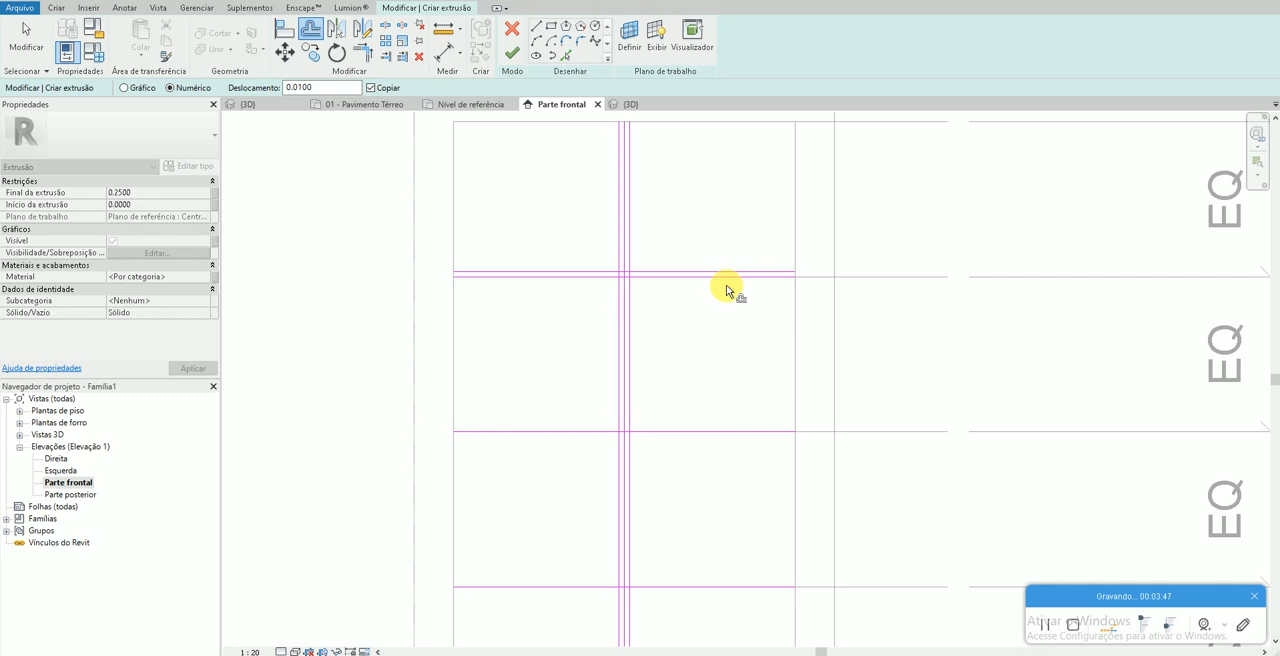 Arquivo Criar Inserir Anotar Vista Gerenciar Suplementos Enscape™ Lumion® Modificar | Criar extrusão
Modificar
Colar
Cortar
Unir
Definir Exibir Visualizador
Selecionar Propriedades Área de transferência Geometria Modificar Medir Criar Modo Desenhar Plano de trabalho
Modificar | Criar extrusão Gráfico Numérico Deslocamento: 0.0100 Copiar
Propriedades
{3D} 01 - Pavimento Térreo Nível de referência Parte frontal {3D}
Extrusão Editar tipo
Restrições
Final da extrusão 0.2500
Início da extrusão 0.0000
Plano de trabalho Plano de referência : Centr...
Gráficos
Visível
Visibilidade/Sobreposição ... Editar...
Materiais e acabamentos
Material <Por categoria>
Dados de identidade
Subcategoria <Nenhum>
Sólido/Vazio Sólido
Ajuda de propriedades Aplicar
Navegador de projeto - Família1
Vistas (todas)
Plantas de piso
Plantas de forro
Vistas 3D
Elevações (Elevação 1)
Direita
Esquerda
Parte frontal
Parte posterior
Folhas (todas)
Famílias
Grupos
Vínculos do Revit
EQ
EQ
EQ
Gravando... 00:03:47
Ativar o Windows
Acesse Configurações para ativar o Windows.
1 : 20